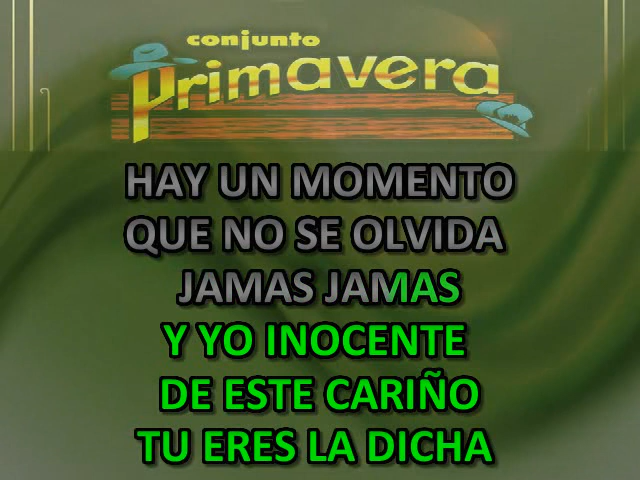 conjunto
Primavera
HAY UN MOMENTO
QUE NO SE OLVIDA
JAMAS JAMAS
Y YO INOCENTE
DE ESTE CARIÑO
TU ERES LA DICHA